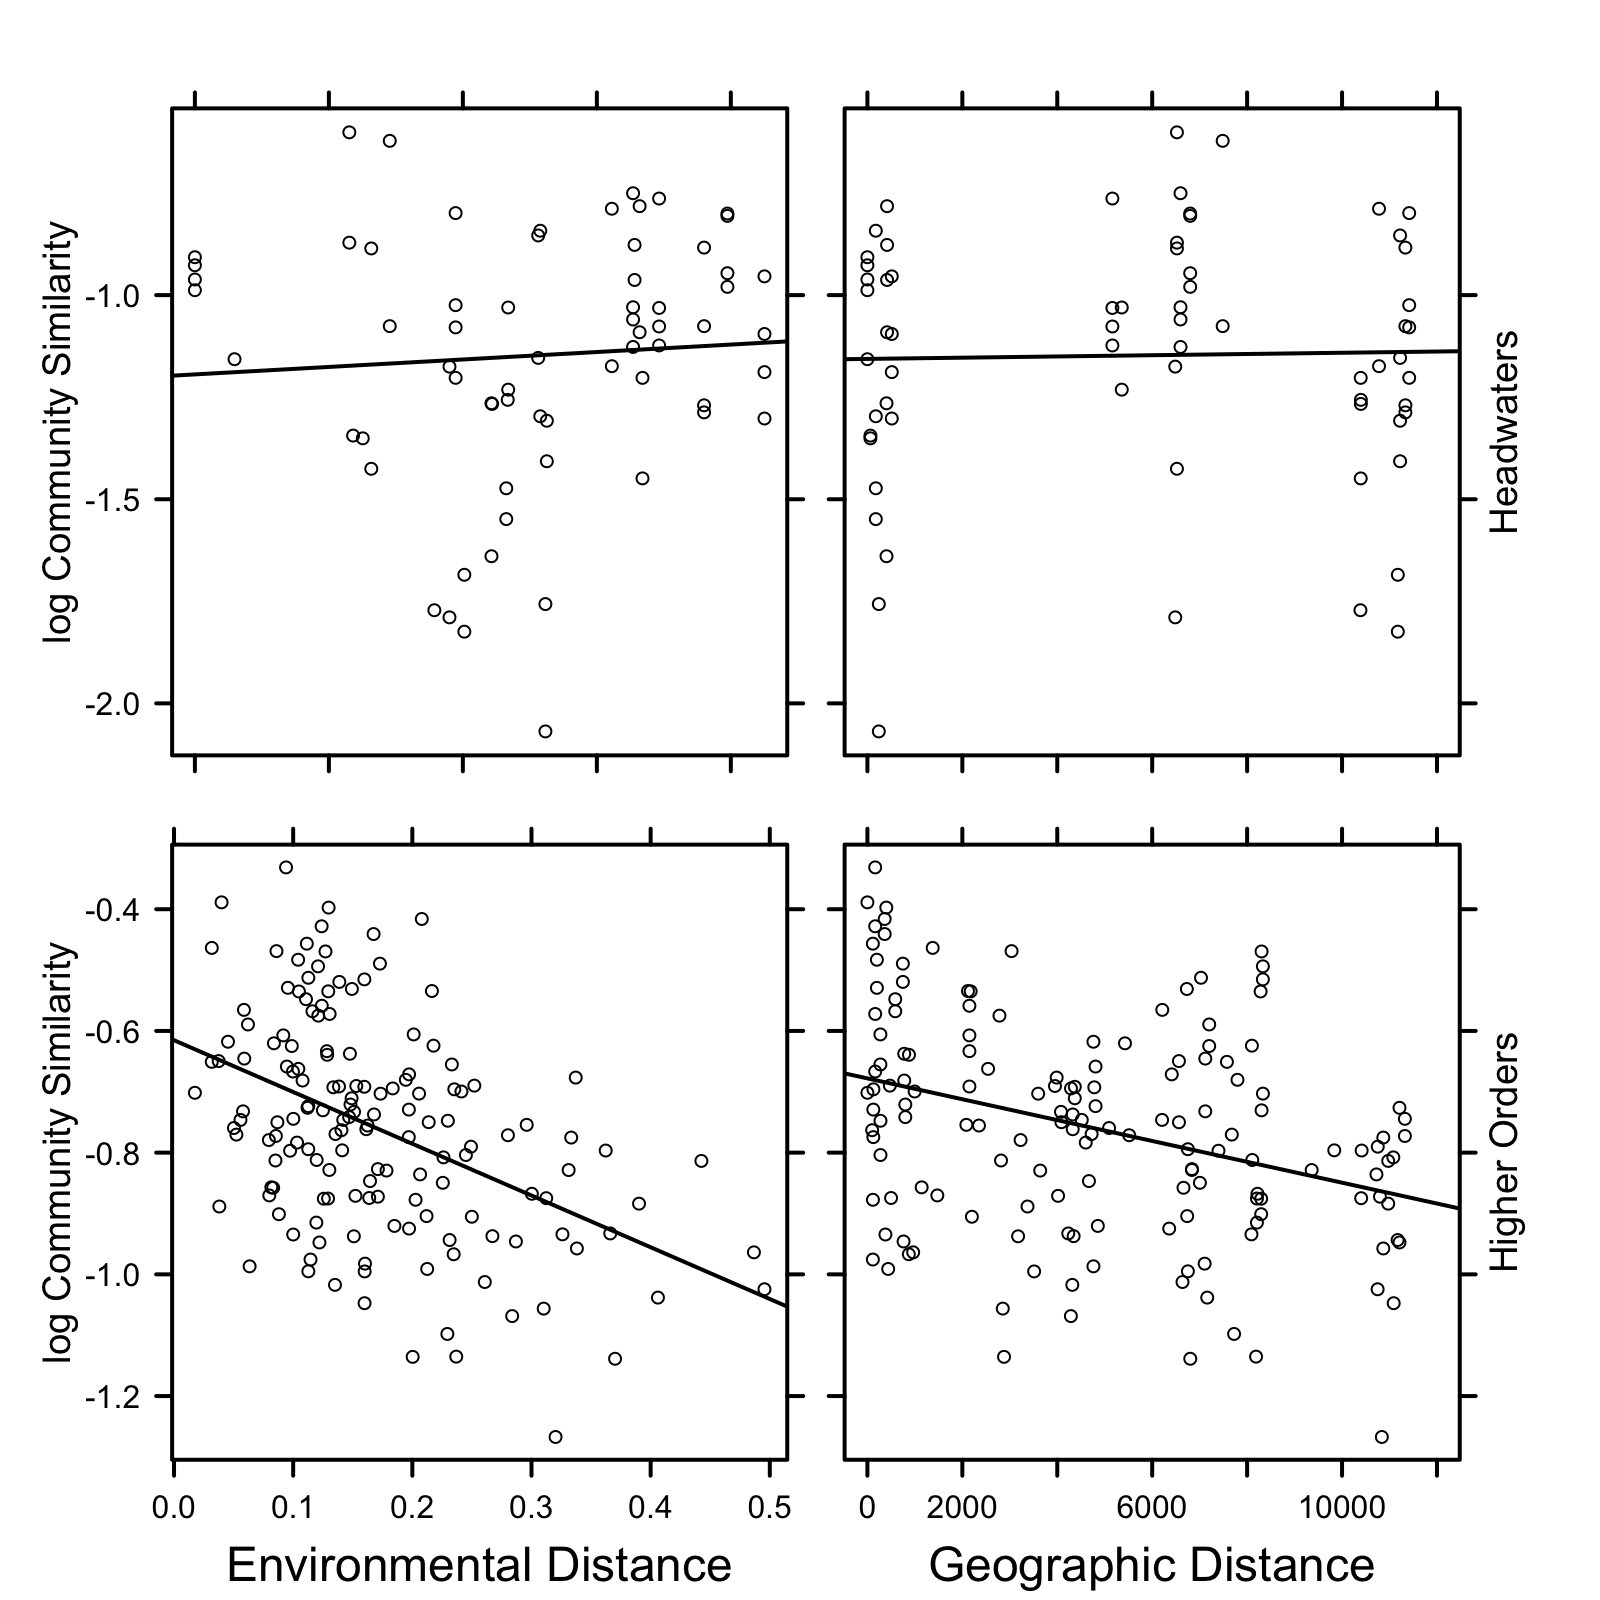 log Community Similarity
-1.0
-1.5
-2.0
Headwaters
log Community Similarity
-0.4
-0.6
-0.8
-1.0
-1.2
Higher Orders
0.0 0.1 0.2 0.3 0.4 0.5
0 2000 6000 10000
Environmental Distance
Geographic Distance